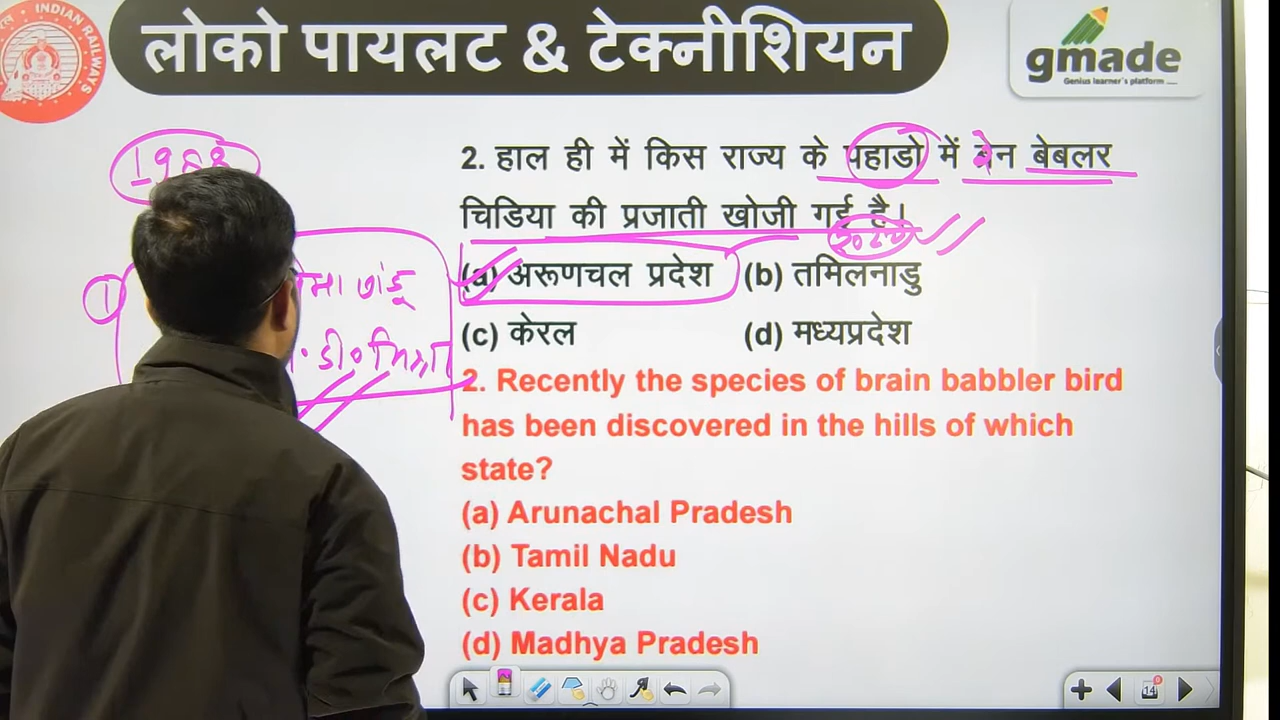 INDIAN RAILWAYS
लोको पायलट & टेक्नीशियन
gmade
Genius learner's platform
2. हाल ही में किस राज्य के पहाडो में बेबलर
चिडिया की प्रजाती खोजी गई है।
(a) अरूणचल प्रदेश (b) तमिलनाडु
(c) केरल (d) मध्यप्रदेश
2. Recently the species of brain babbler bird
has been discovered in the hills of which
state?
(a) Arunachal Pradesh
(b) Tamil Nadu
(c) Kerala
(d) Madhya Pradesh
1
14